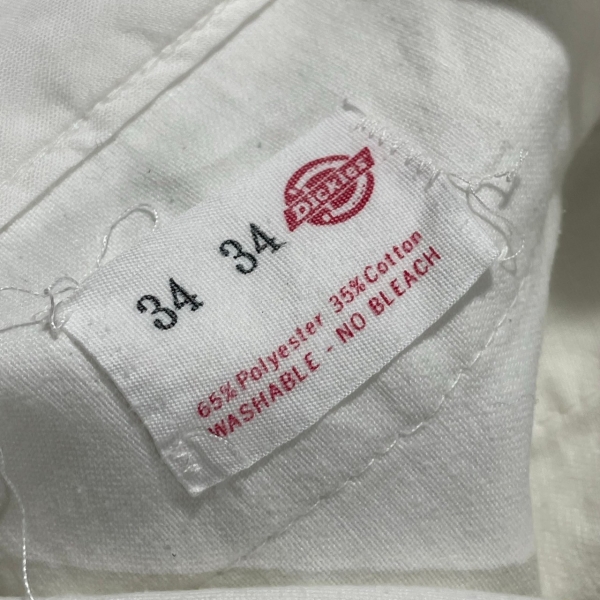 34 34 Dickies
65% Polyester 35% Cotton
WASHABLE - NO BLEACH